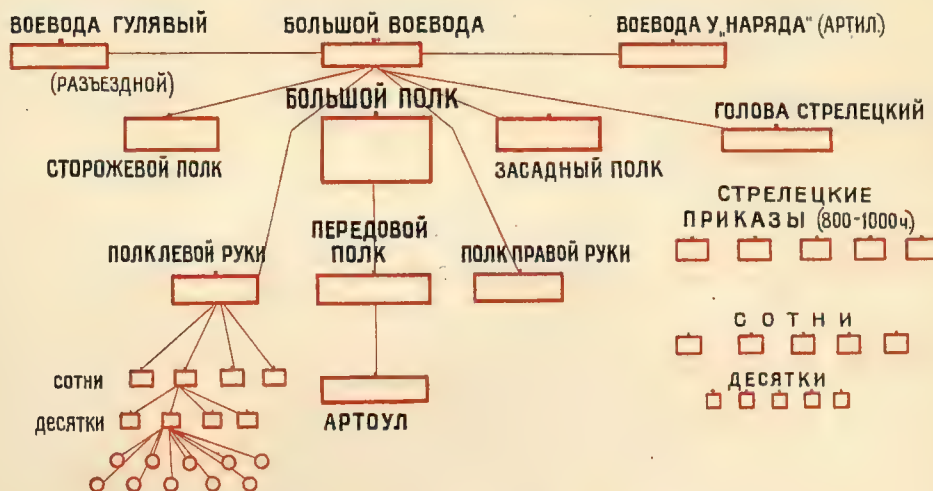 ВОЕВОДА ГУЛЯВЫЙ
(РАЗЪЕЗДНОЙ)
БОЛЬШОЙ ВОЕВОДА
ВОЕВОДА У„НАРЯДА" (АРТИЛ.)
БОЛЬШОЙ ПОЛК
ГОЛОВА СТРЕЛЕЦКИЙ
СТОРОЖЕВОЙ ПОЛК
ЗАСАДНЫЙ ПОЛК
СТРЕЛЕЦКИЕ
ПРИКАЗЫ (800-1000ч)
ПОЛК ЛЕВОЙ РУКИ
ПЕРЕДОВОЙ
ПОЛК
ПОЛК ПРАВОЙ РУКИ
СОТНИ
ДЕСЯТКИ
СОТНИ
ДЕСЯТКИ
АРТОУЛ